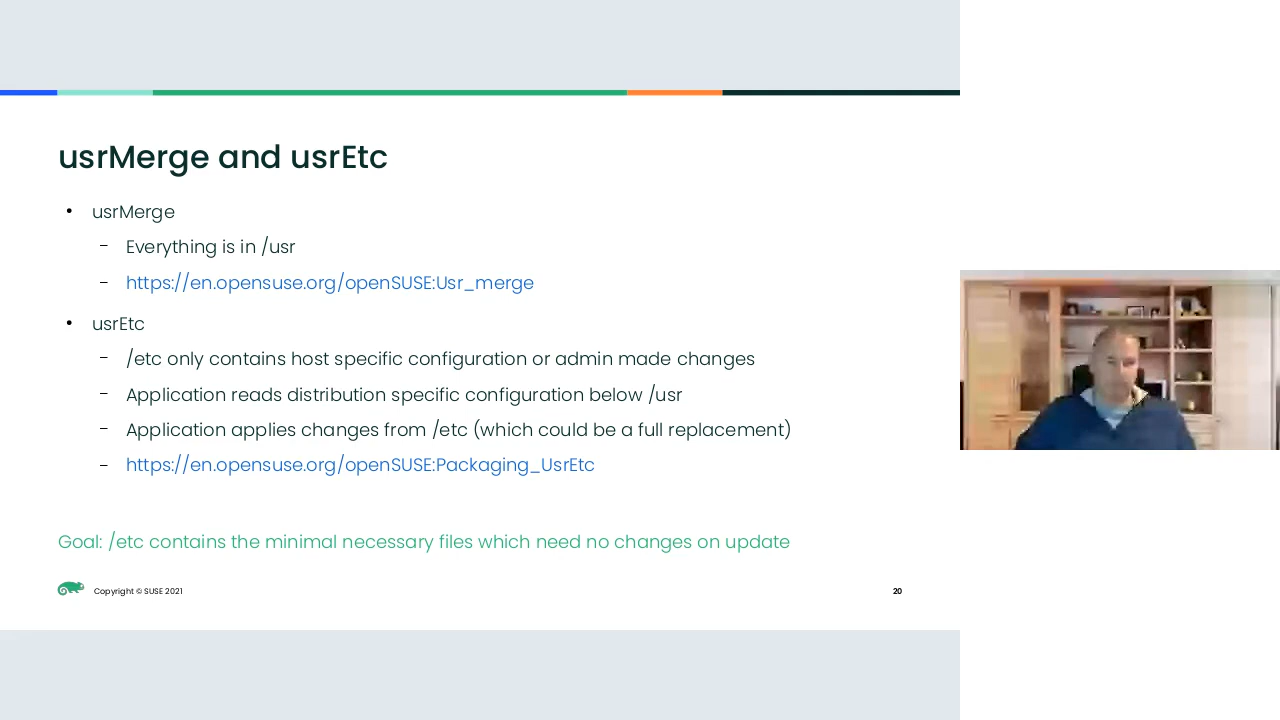 usrMerge and usrEtc
• usrMerge
– Everything is in /usr
– https://en.opensuse.org/openSUSE:Usr_merge
• usrEtc
– /etc only contains host specific configuration or admin made changes
– Application reads distribution specific configuration below /usr
– Application applies changes from /etc (which could be a full replacement)
– https://en.opensuse.org/openSUSE:Packaging_UsrEtc
Goal: /etc contains the minimal necessary files which need no changes on update
Copyright © SUSE 2021
20